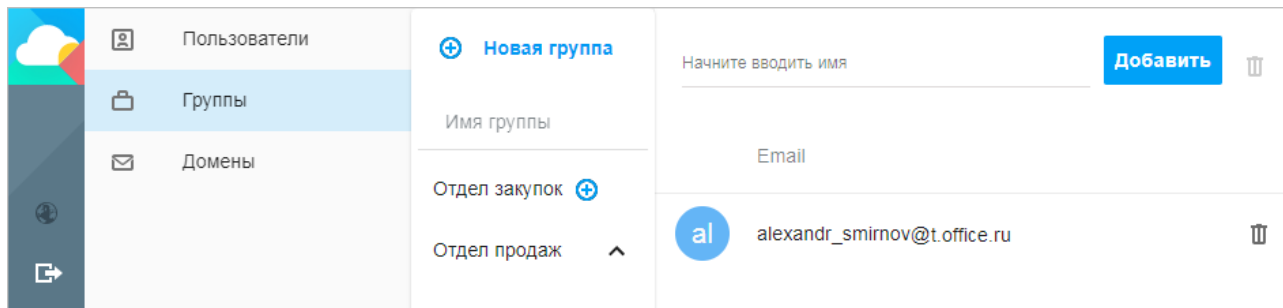 Пользователи
Группы
Домены
Новая группа
Имя группы
Отдел закупок
Отдел продаж
Начните вводить имя
Добавить
Email
al
alexandr_smirnov@t.office.ru